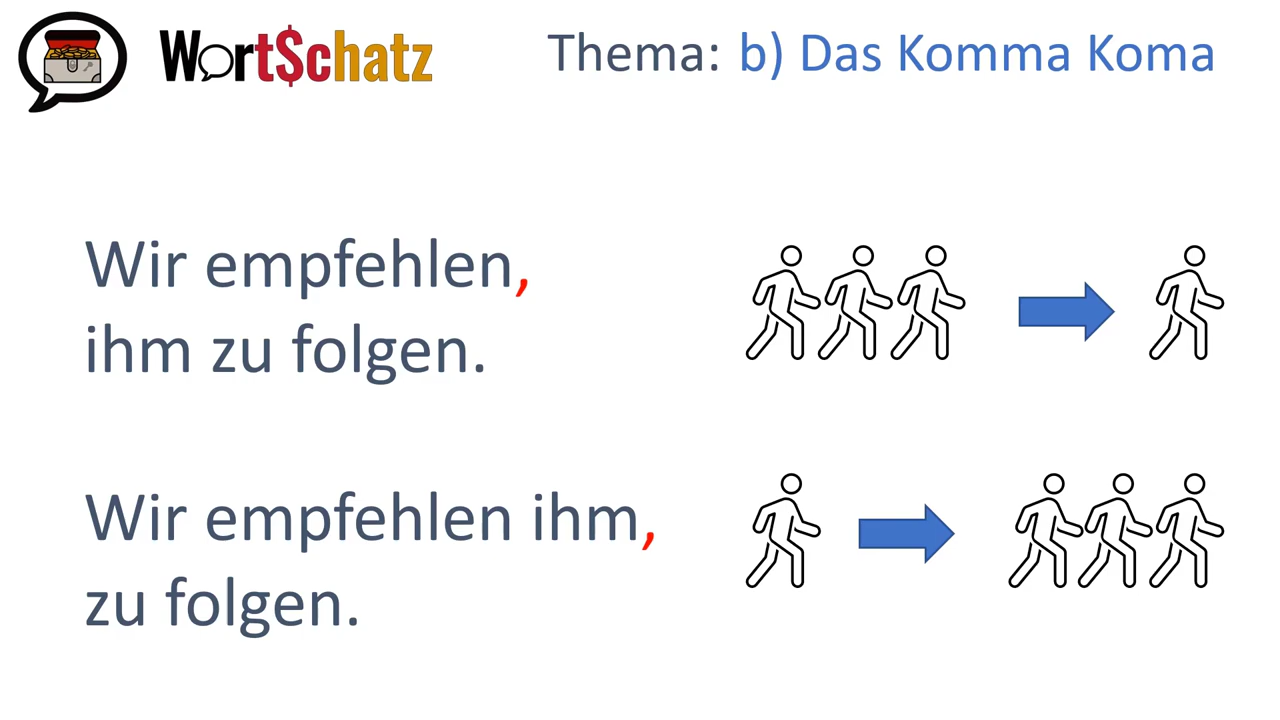 WortSchatz
Thema: b) Das Komma Koma
Wir empfehlen,
ihm zu folgen.
Wir empfehlen ihm,
zu folgen.